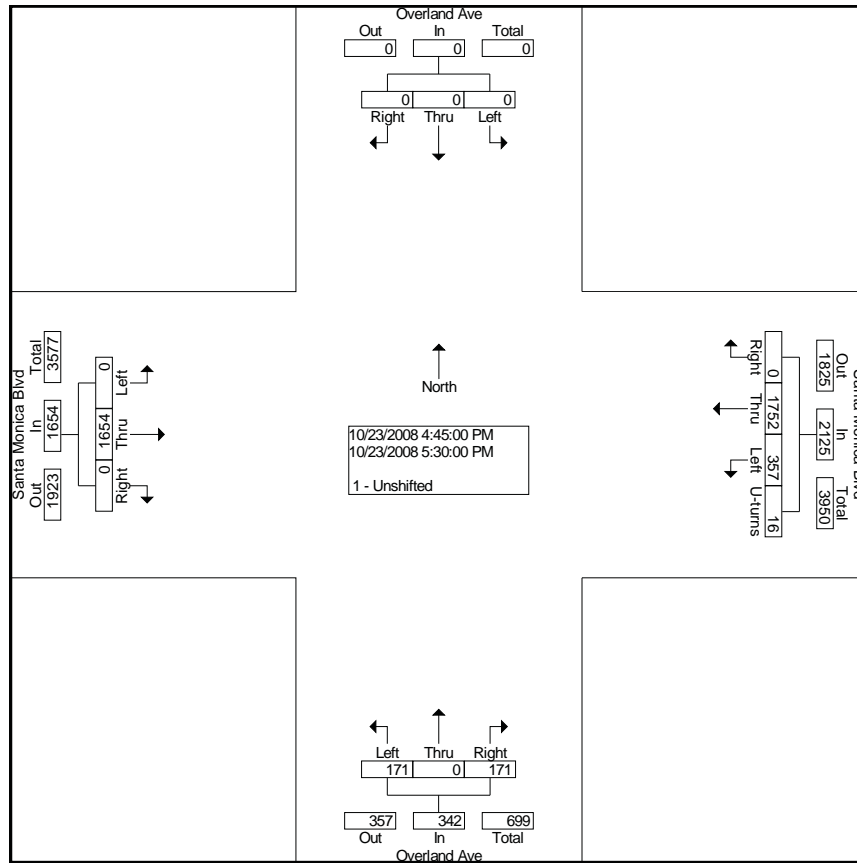 Overland Ave
Out In Total
0 0 0
0 0 0
Right Thru Left
Santa Monica Blvd
Total In Out
3577 1654 1923
0 1654 0
Left Thru Right
North
10/23/2008 4:45:00 PM
10/23/2008 5:30:00 PM
1 - Unshifted
Right Thru Left U-turns
0 1752 357 16
Out In Total
1825 2125 3950
Left Thru Right
171 0 171
357 342 699
Out In Total
Overland Ave